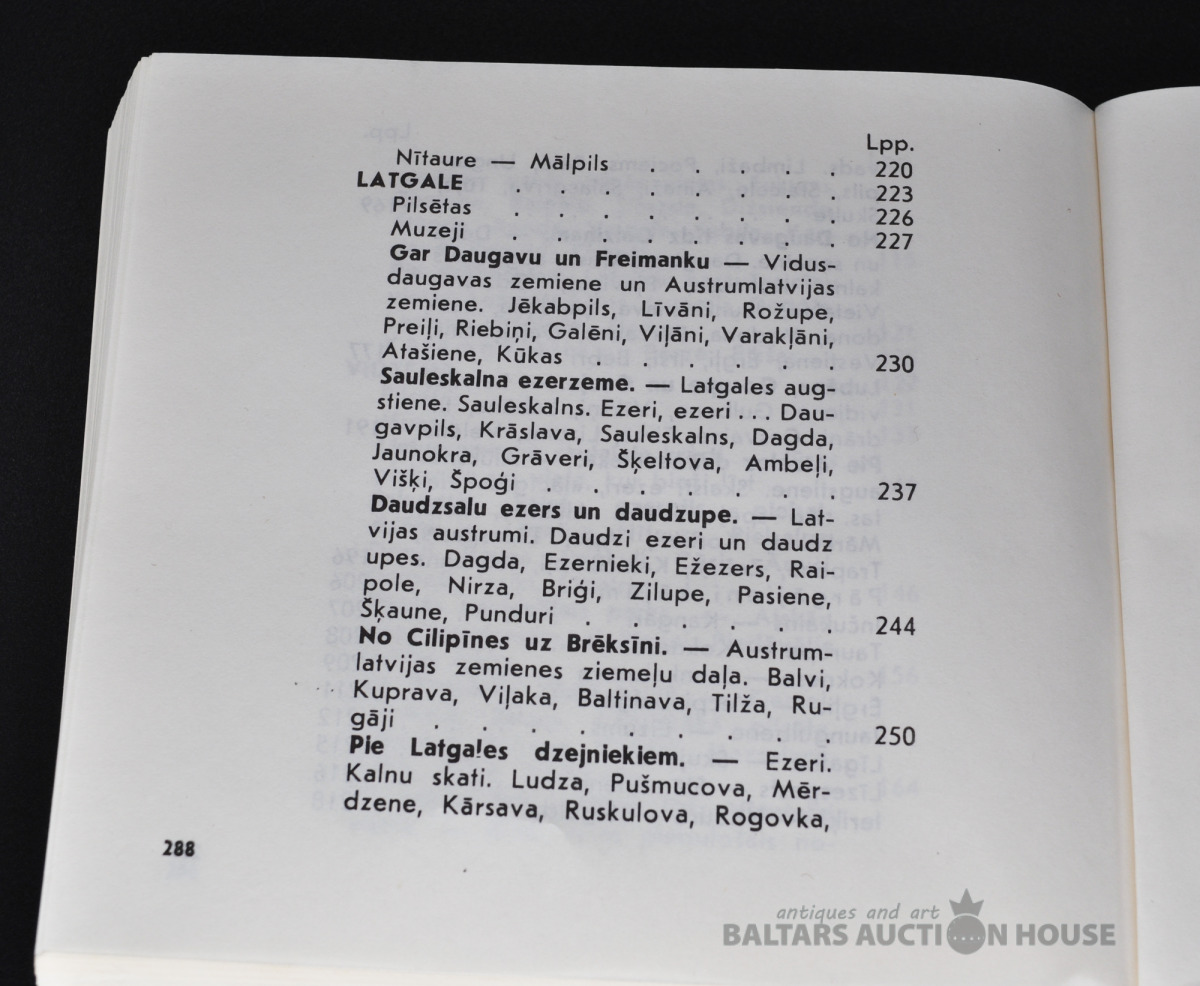 Lpp.
Nītaure — Mālpils . . . . . 220
LATGALE . . . . . . . . 223
Pilsētas . . . . . . . . 226
Muzeji . . . . . . . . 227
Gar Daugavu un Freimanku — Vidus-
daugavas zemiene un Austrumlatvijas
zemiene. Jēkabpils, Līvāni, Rožupe,
Preiļi, Riebiņi, Galēni, Viļāni, Varakļāni,
Atašiene, Kūkas . . . . . . 230
Sauleskalna ezerzeme. — Latgales aug-
stiene. Sauleskalns. Ezeri, ezeri... Dau-
gavpils, Krāslava, Sauleskalns, Dagda,
Jaunokra, Grāveri, Šķeltova, Ambeļi,
Višķi, Špoģi . . . . . . . 237
Daudzsalu ezers un daudzupe. — Lat-
vijas austrumi. Daudzi ezeri un daudz
upes. Dagda, Ezernieki, Ežezers, Rai-
pole, Nirza, Briģi, Zilupe, Pasiene,
Šķaune, Punduri . . . . . . 244
No Cilipīnes uz Brēksīni. — Austrum-
latvijas zemienes ziemeļu daļa. Balvi,
Kuprava, Viļaka, Baltinava, Tilža, Ru-
gāji . . . . . . . . . 250
Pie Latgales dzejniekiem. — Ezeri.
Kalnu skati. Ludza, Pušmucova, Mēr-
dzene, Kārsava, Ruskulova, Rogovka,
288
antiques and art
BALTARS AUCTION HOUSE